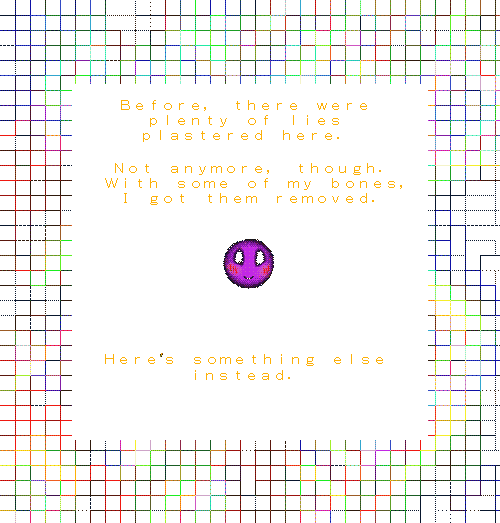 Before, there were
plenty of lies
plastered here.
Not anymore, though.
With some of my bones,
I got them removed.
Here's something else
instead.